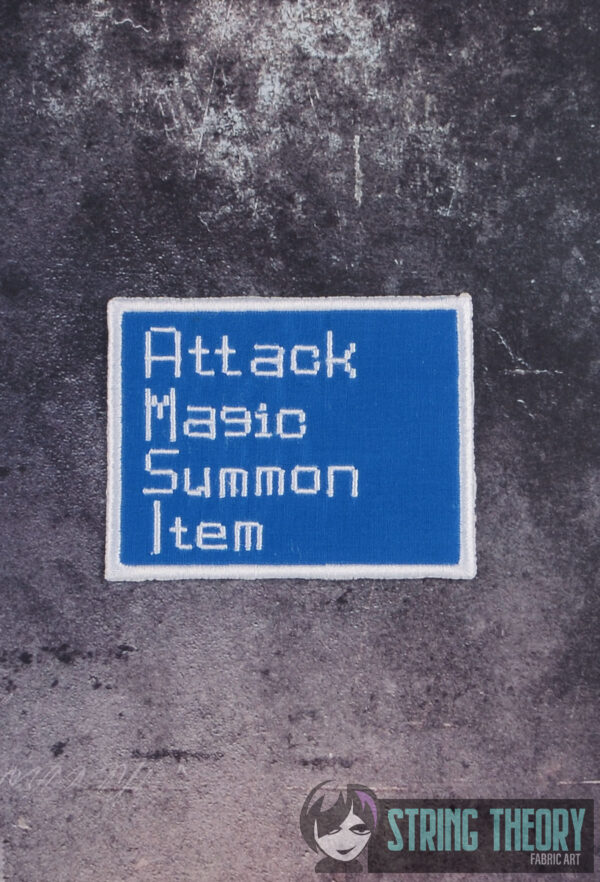 Attack
Magic
Summon
Item
STRING THEORY
FABRIC ART